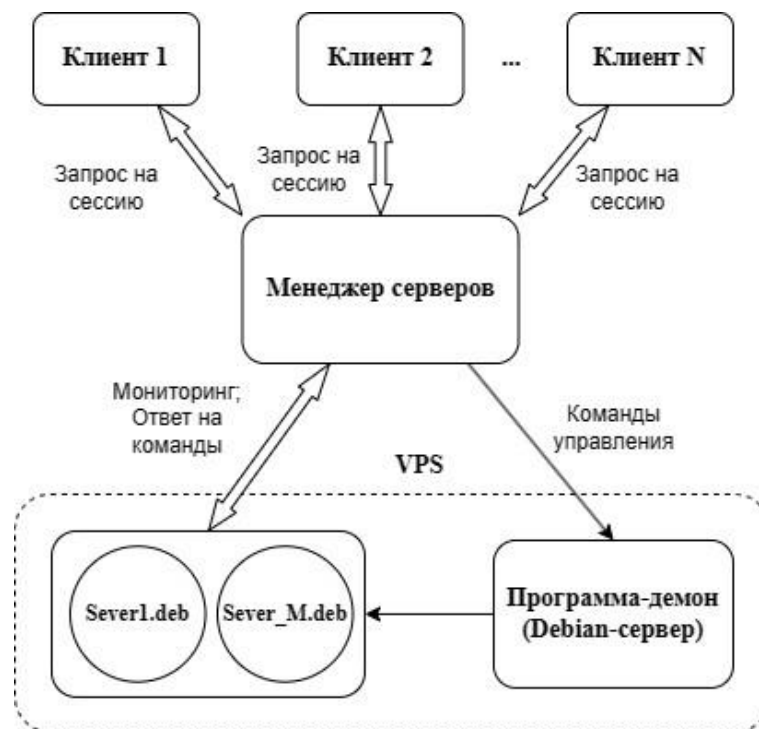 Клиент 1
Клиент 2
...
Клиент N
Запрос на
сессию
Запрос на
сессию
Запрос на
сессию
Менеджер серверов
Мониторинг;
Ответ на
команды
Команды
управления
VPS
Sever1.deb
Sever_M.deb
Программа-демон
(Debian-сервер)